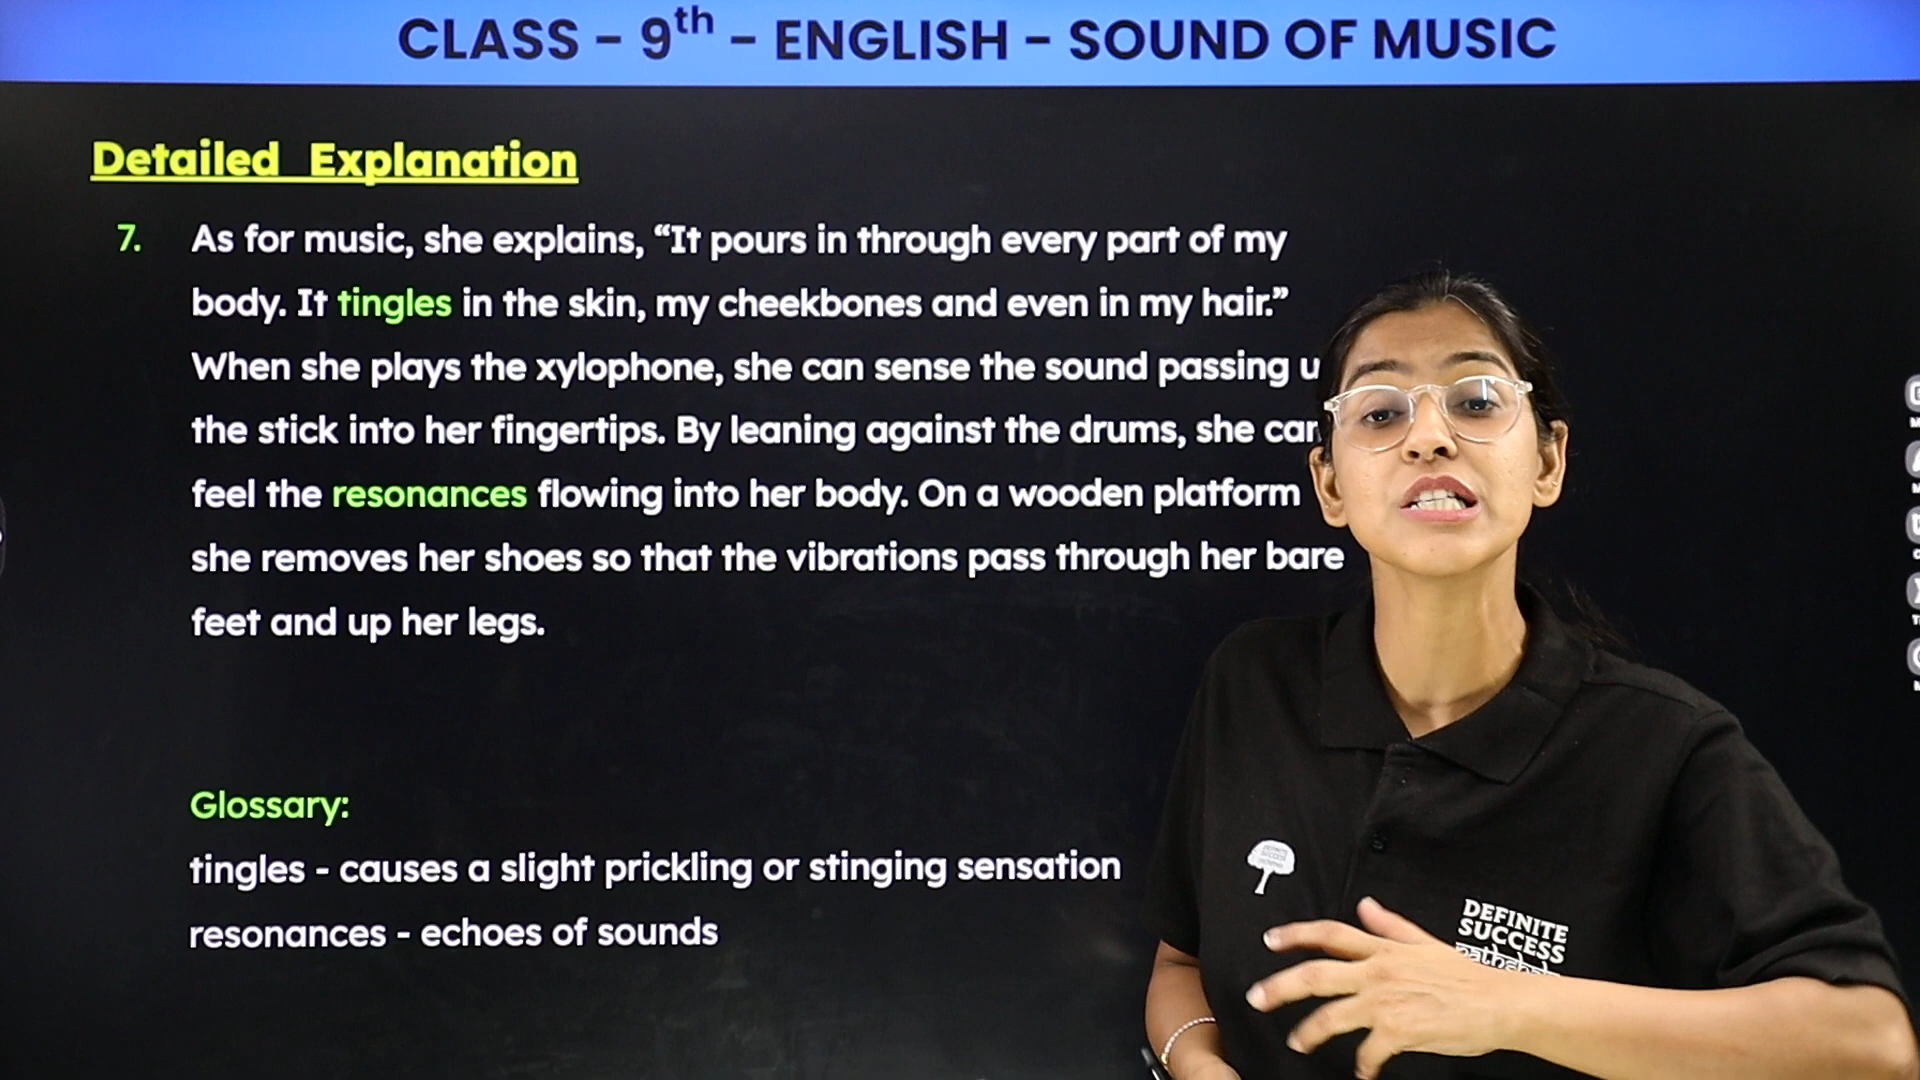 CLASS – 9th – ENGLISH – SOUND OF MUSIC
Detailed Explanation
7. As for music, she explains, “It pours in through every part of my
body. It tingles in the skin, my cheekbones and even in my hair.”
When she plays the xylophone, she can sense the sound passing
the stick into her fingertips. By leaning against the drums, she can
feel the resonances flowing into her body. On a wooden platform
she removes her shoes so that the vibrations pass through her bare
feet and up her legs.
Glossary:
tingles - causes a slight prickling or stinging sensation
resonances - echoes of sounds
DEFINITE
SUCCESS